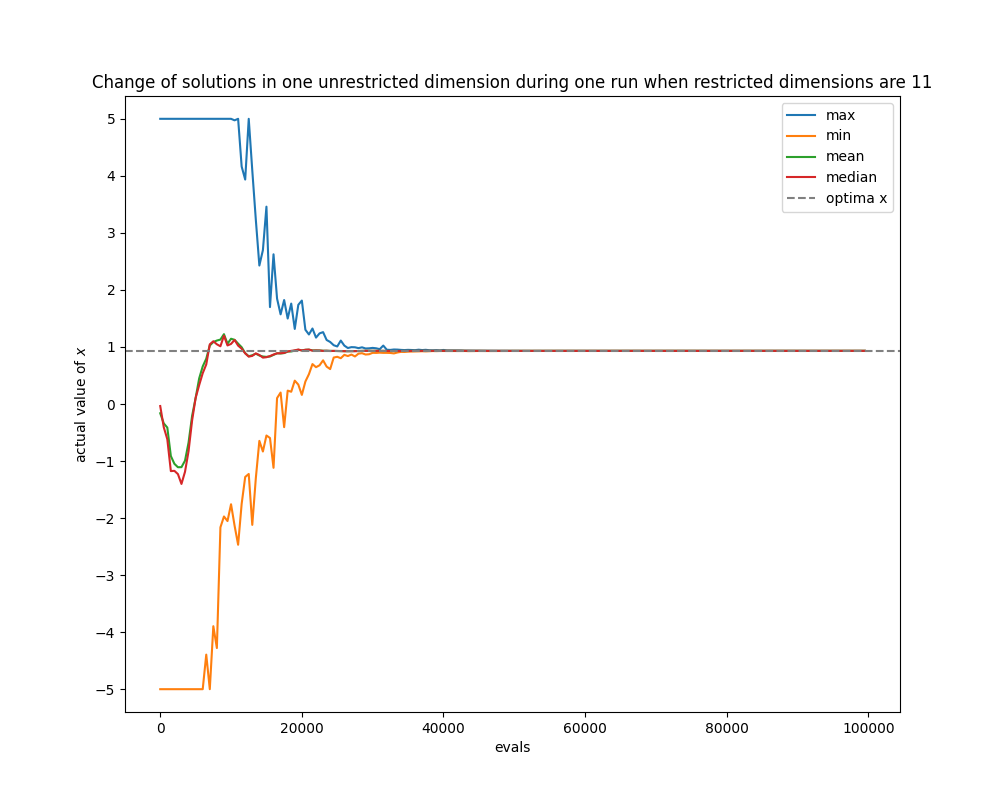 Change of solutions in one unrestricted dimension during one run when restricted dimensions are 11
max
min
mean
median
optima x
5
4
3
2
1
0
−1
−2
−3
−4
−5
actual value of x
0 20000 40000 60000 80000 100000
evals